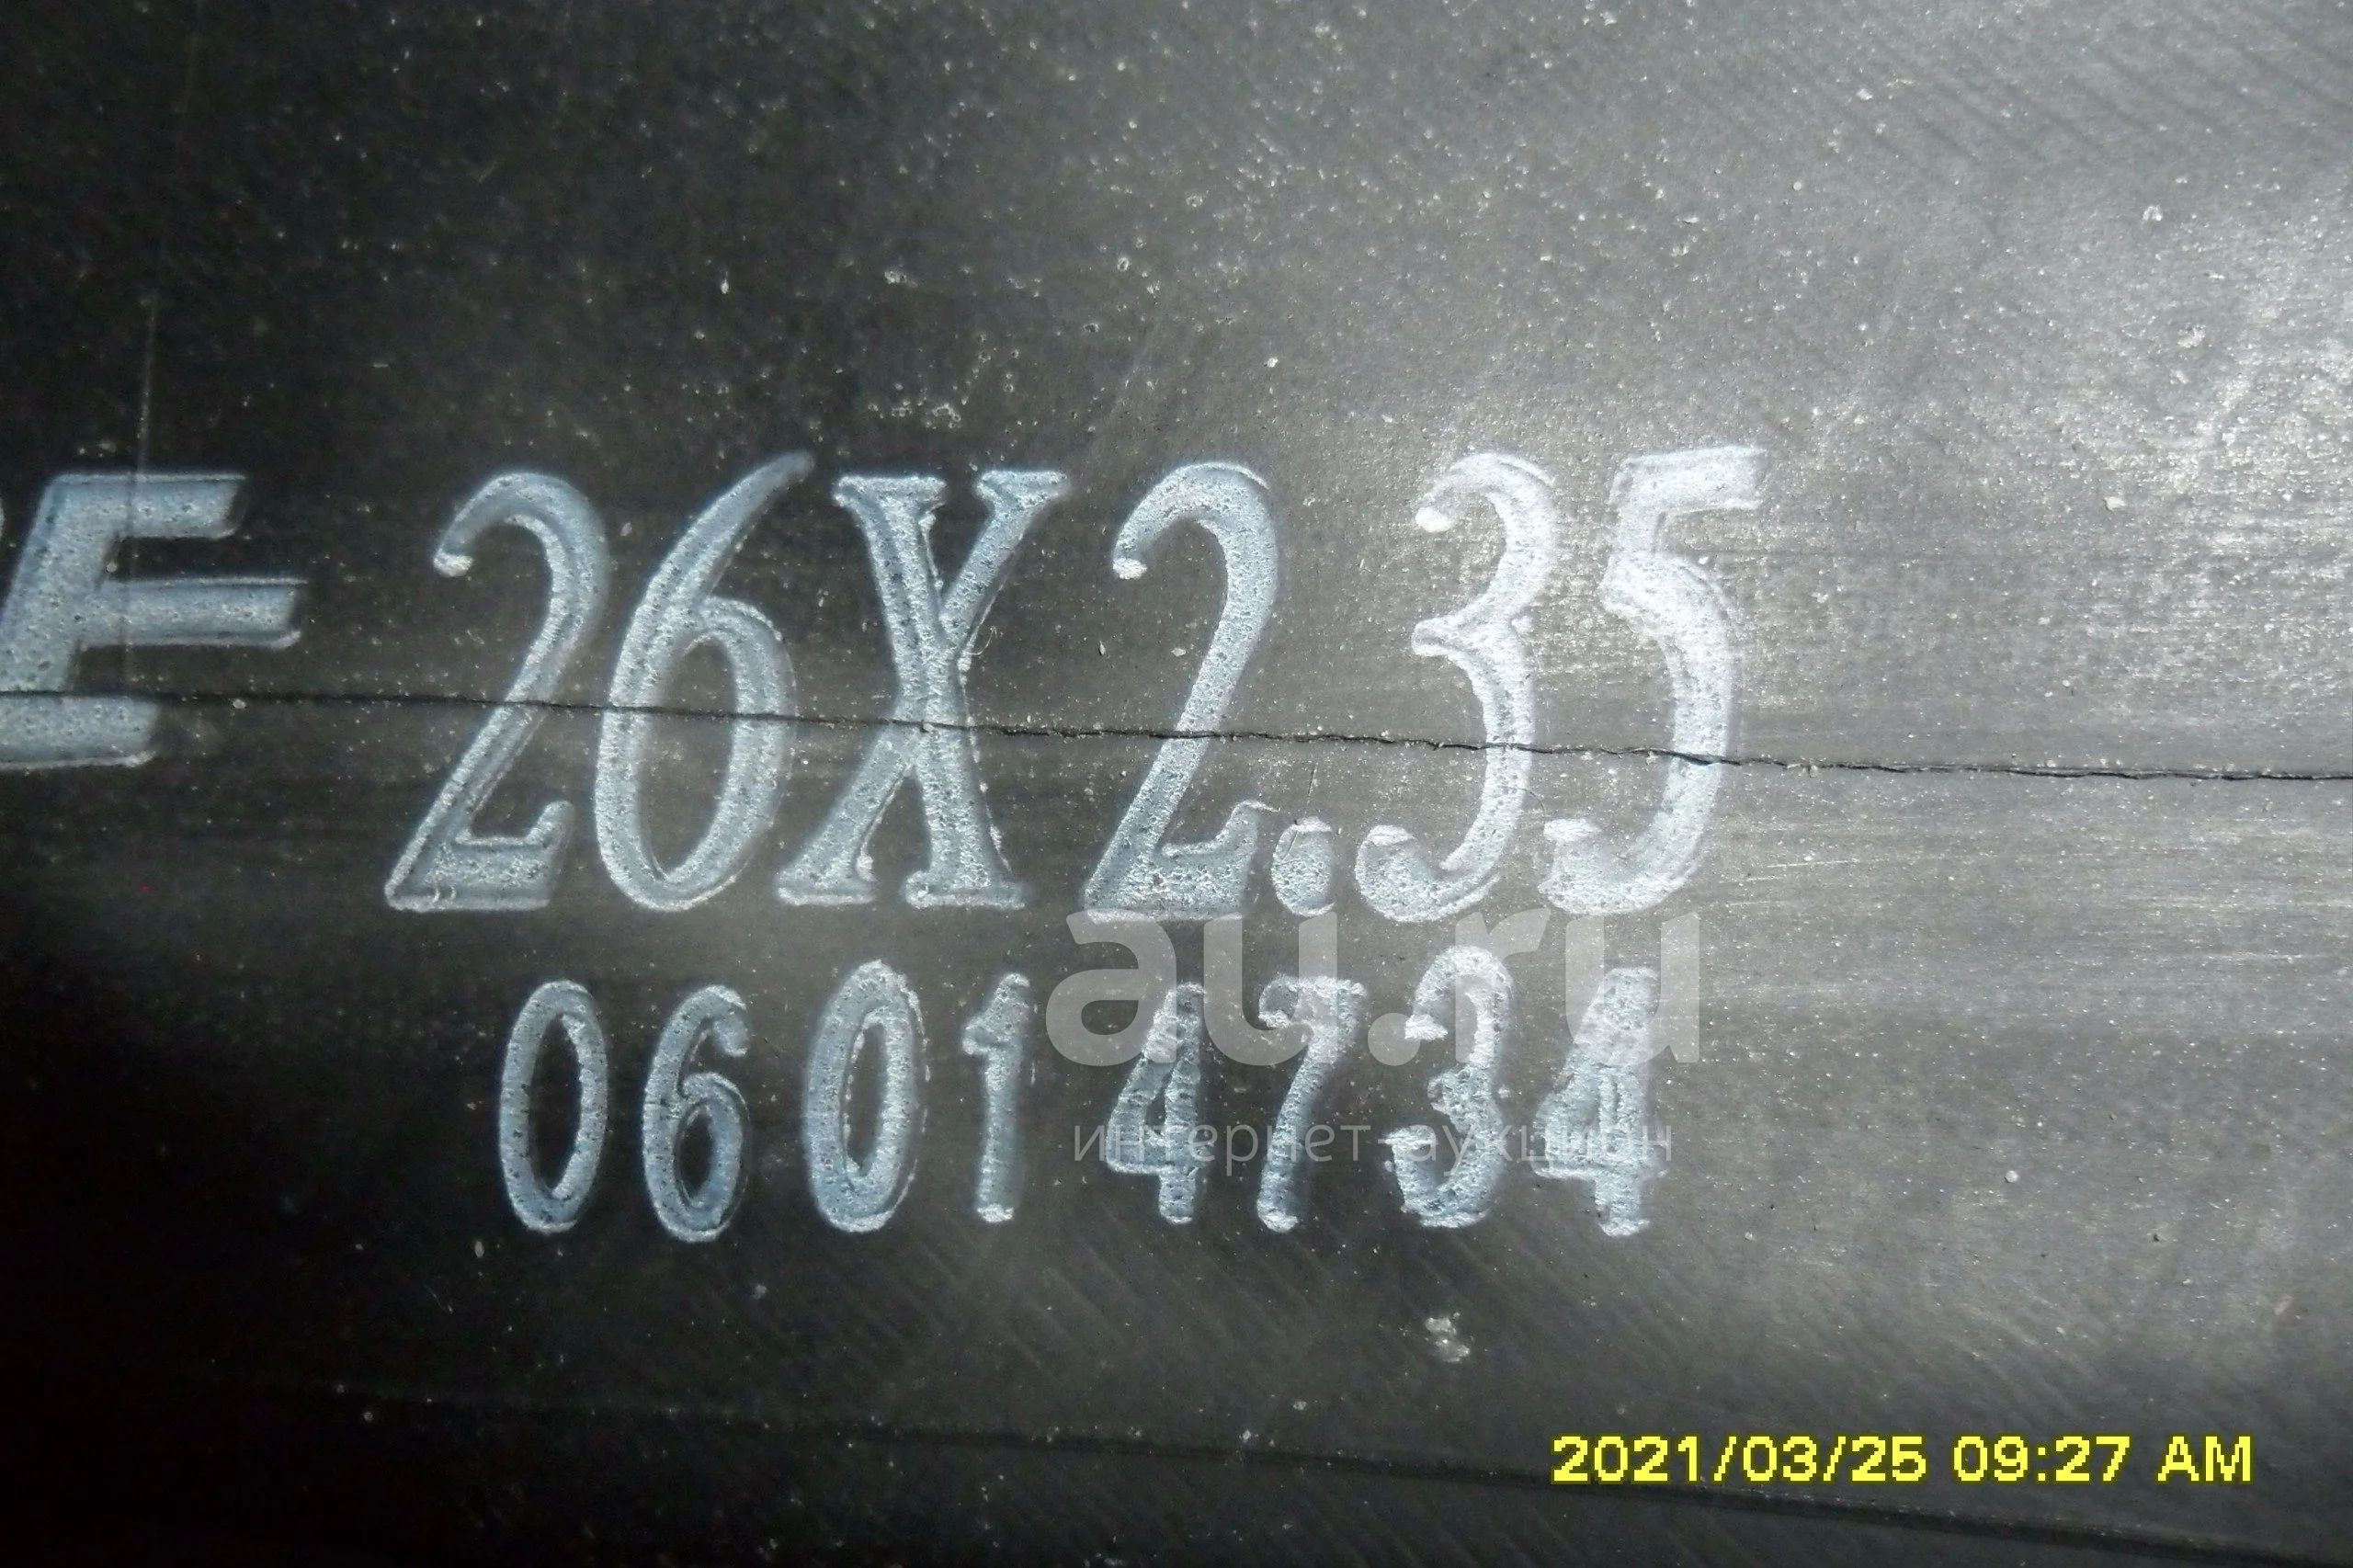 E 26X2.35
06014734
au.ru
интернет-аукцион
2021/03/25 09:27 AM